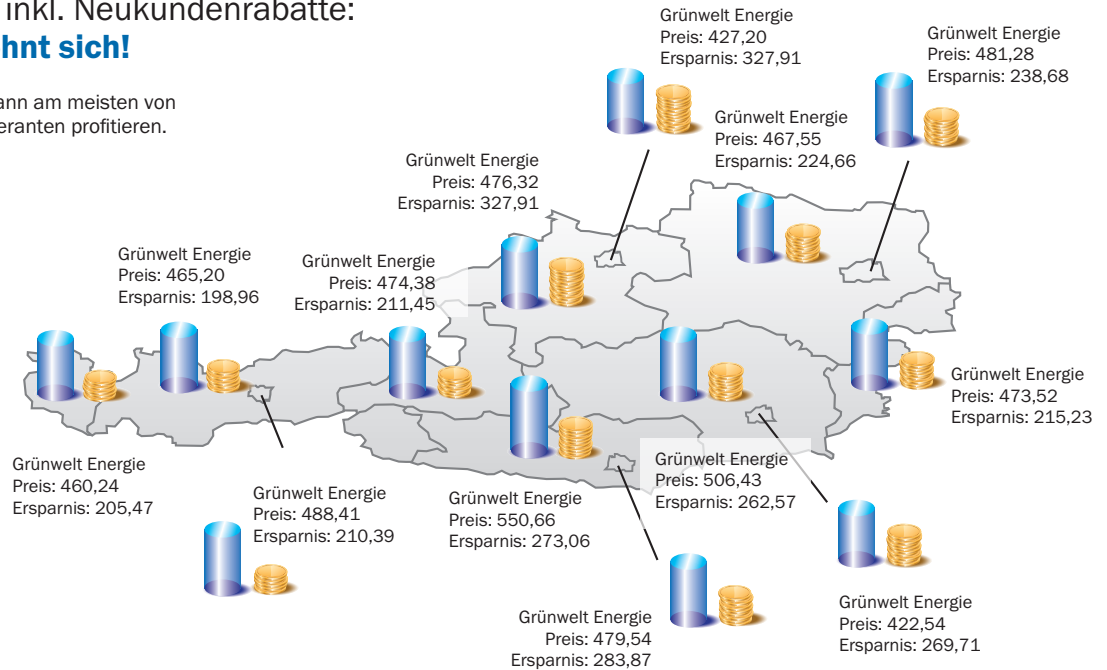 inkl. Neukundenrabatte:
hnt sich!
ann am meisten von
eranten profitieren.
Grünwelt Energie
Preis: 427,20
Ersparnis: 327,91
Grünwelt Energie
Preis: 481,28
Ersparnis: 238,68
Grünwelt Energie
Preis: 467,55
Ersparnis: 224,66
Grünwelt Energie
Preis: 476,32
Ersparnis: 327,91
Grünwelt Energie
Preis: 465,20
Ersparnis: 198,96
Grünwelt Energie
Preis: 474,38
Ersparnis: 211,45
Grünwelt Energie
Preis: 473,52
Ersparnis: 215,23
Grünwelt Energie
Preis: 460,24
Ersparnis: 205,47
Grünwelt Energie
Preis: 488,41
Ersparnis: 210,39
Grünwelt Energie
Preis: 550,66
Ersparnis: 273,06
Grünwelt Energie
Preis: 506,43
Ersparnis: 262,57
Grünwelt Energie
Preis: 479,54
Ersparnis: 283,87
Grünwelt Energie
Preis: 422,54
Ersparnis: 269,71